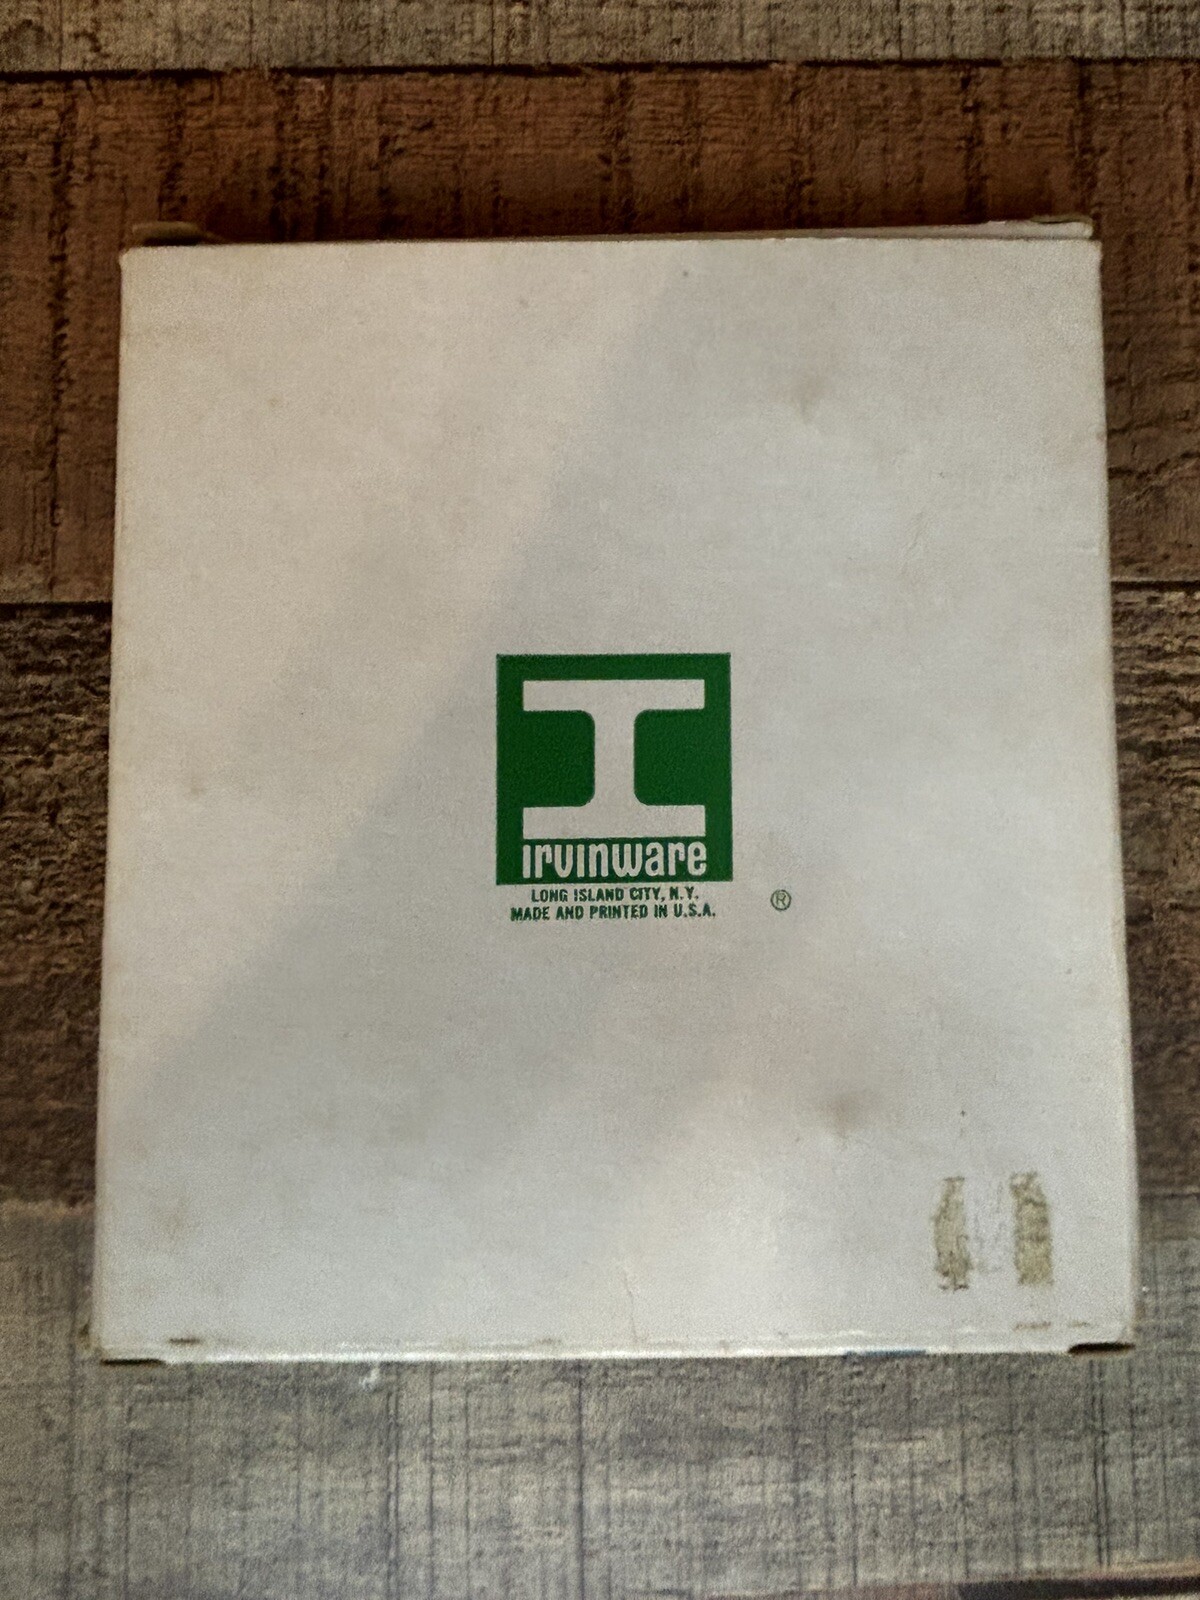 I
irvinware
LONG ISLAND CITY, N.Y.
MADE AND PRINTED IN U.S.A.
®